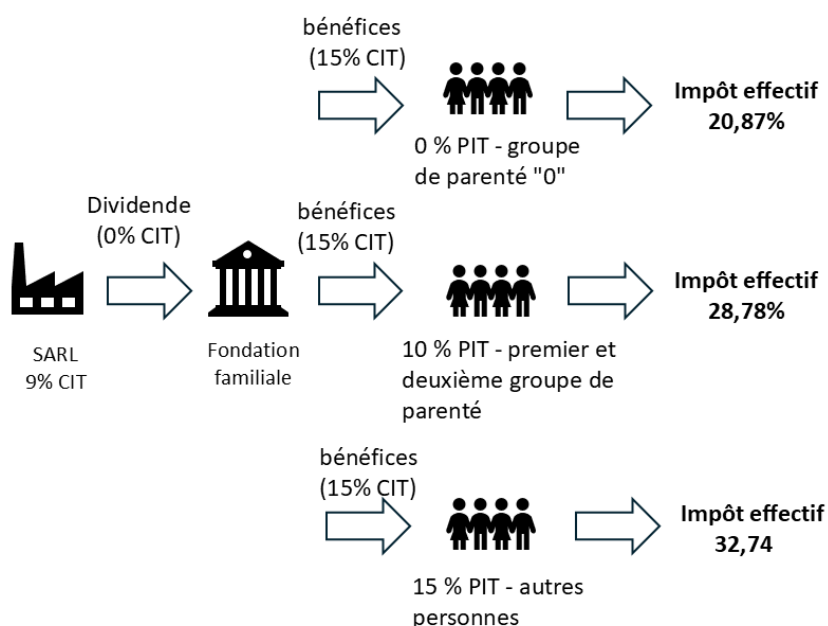 bénéfices
(15% CIT)
0 % PIT - groupe
de parenté "0"
Impôt effectif
20,87%
Dividende
(0% CIT)
bénéfices
(15% CIT)
SARL
9% CIT
Fondation
familiale
10 % PIT - premier et
deuxième groupe de
parenté
Impôt effectif
28,78%
bénéfices
(15% CIT)
15 % PIT - autres
personnes
Impôt effectif
32,74